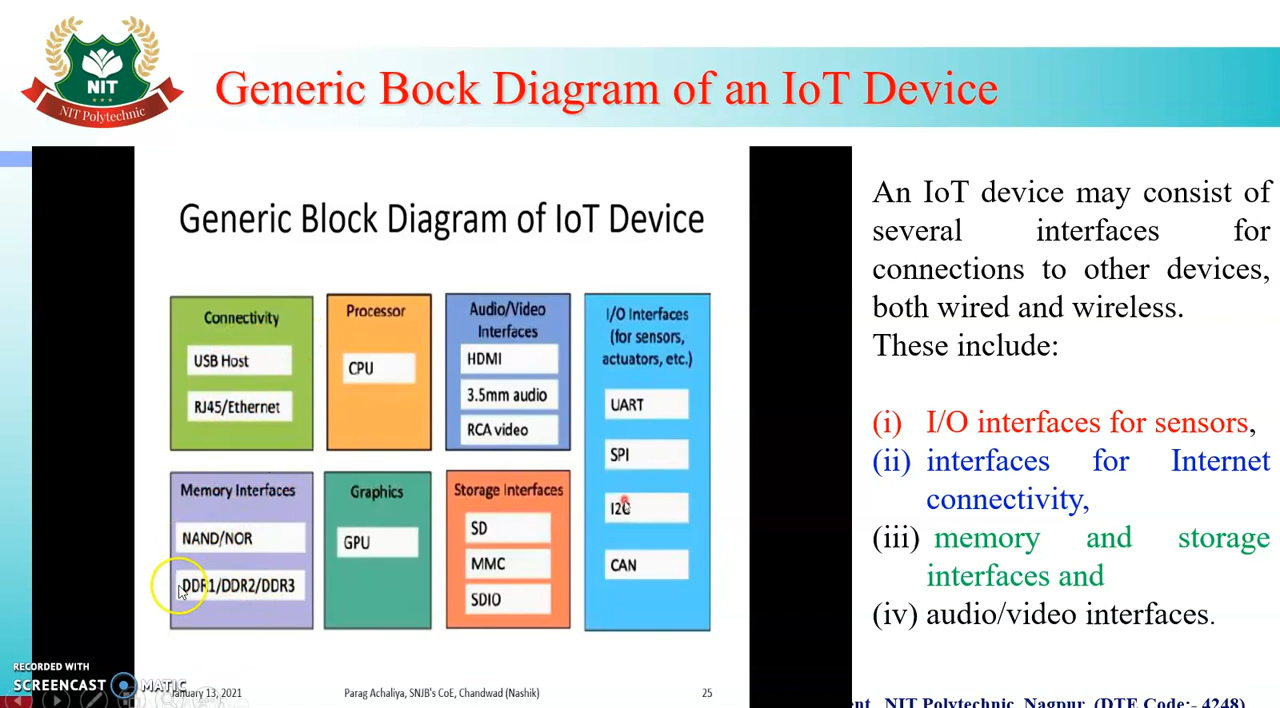 NIT
NIT Polytechnic
Generic Bock Diagram of an IoT Device
Generic Block Diagram of IoT Device
Connectivity
USB Host
RJ45/Ethernet
Processor
CPU
Audio/Video
Interfaces
HDMI
3.5mm audio
RCA video
I/O Interfaces
(for sensors,
actuators, etc.)
UART
SPI
I2C
CAN
Memory Interfaces
NAND/NOR
DDR1/DDR2/DDR3
Graphics
GPU
Storage Interfaces
SD
MMC
SDIO
An IoT device may consist of
several interfaces for
connections to other devices,
both wired and wireless.
These include:
(i) I/O interfaces for sensors,
(ii) interfaces for Internet
connectivity,
(iii) memory and storage
interfaces and
(iv) audio/video interfaces.
RECORDED WITH
SCREENCAST MATIC
January 13, 2021
Parag Achaliya, SNJB's CoE, Chandwad (Nashik)
25
NIT Polytechnic, Nagpur (DTE Code:- 4248)